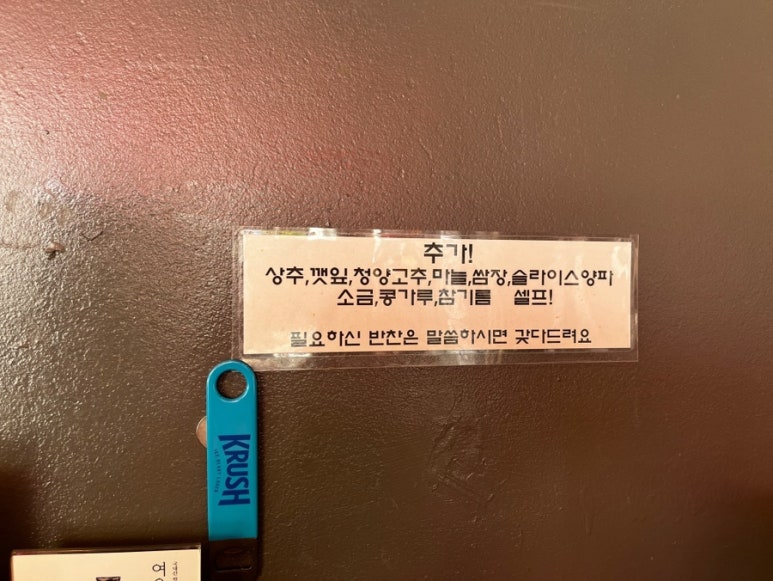 추가!
상추,깻잎,청양고추,마늘,쌈장,슬라이스양파
소금,콩가루,참기름 셀프!
필요하신 반찬은 말씀하시면 갖다드려요
KRUSH